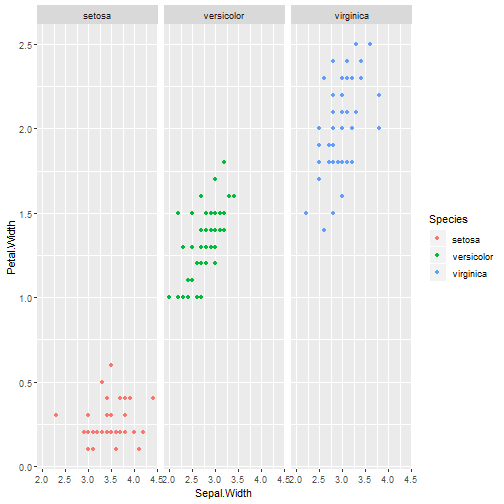 setosa versicolor virginica
2.5
2.0
1.5
1.0
0.5
0.0
Petal.Width
2.0 2.5 3.0 3.5 4.0 4.5 2.0 2.5 3.0 3.5 4.0 4.5 2.0 2.5 3.0 3.5 4.0 4.5
Sepal.Width
Species
setosa
versicolor
virginica